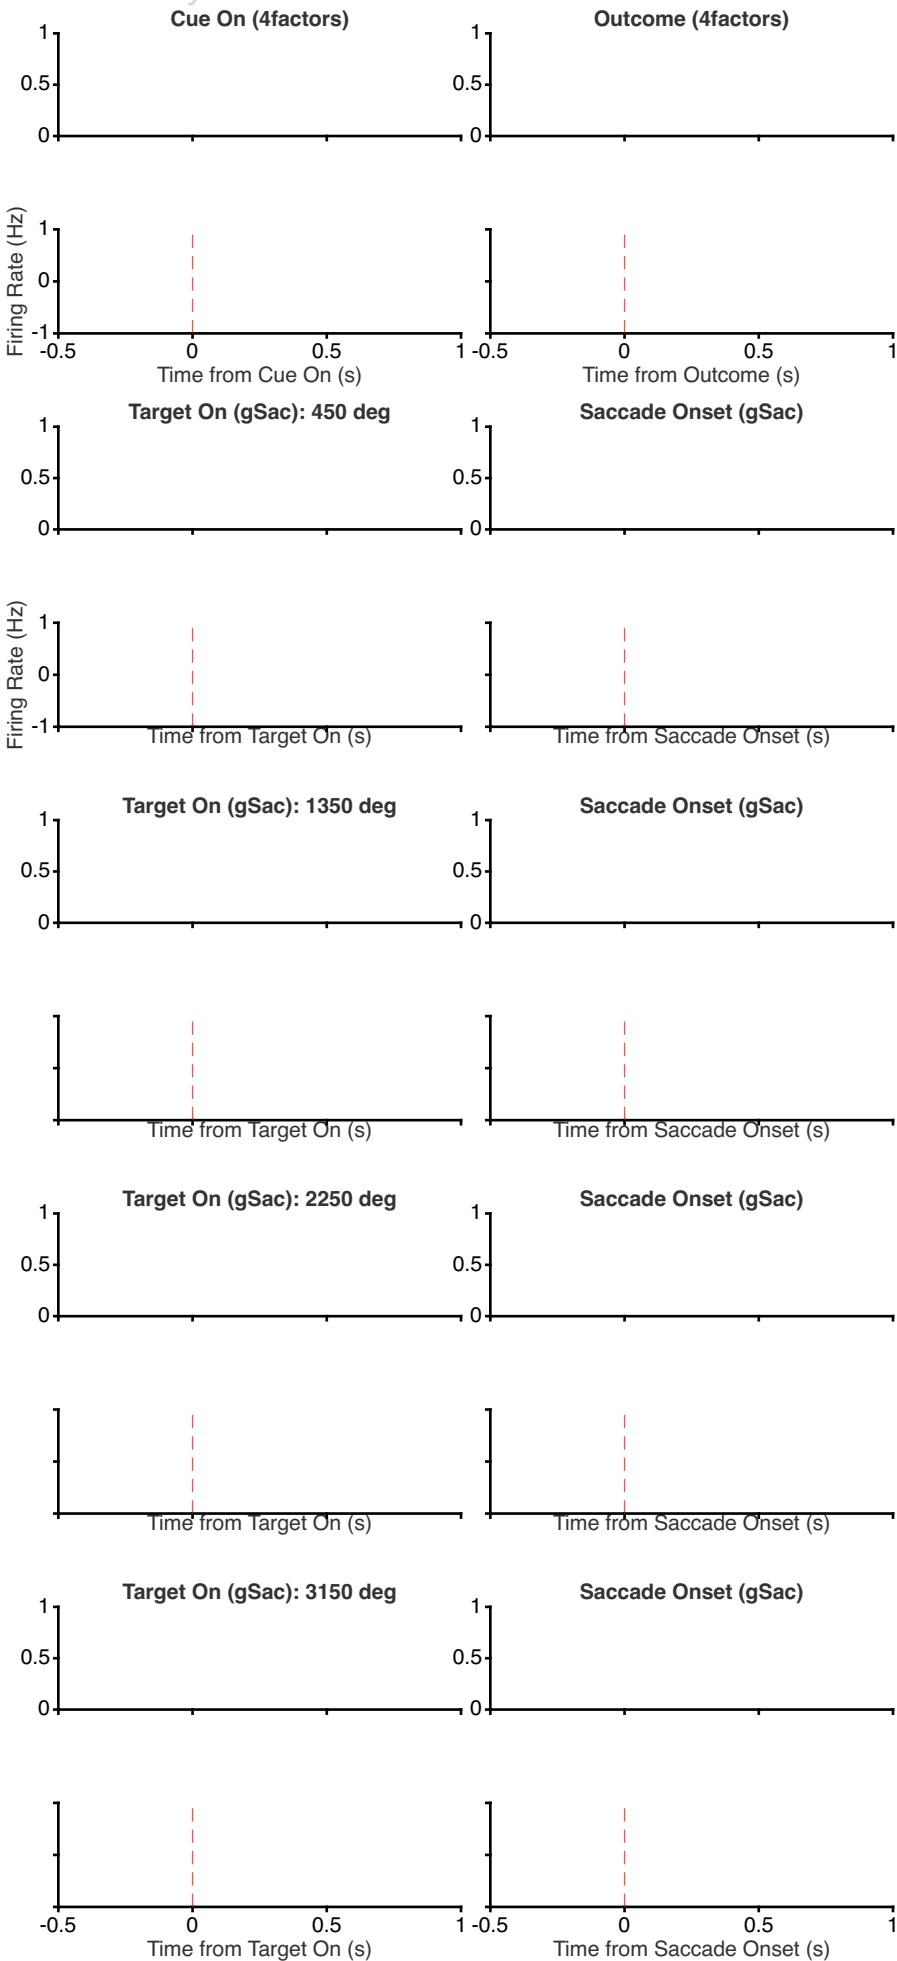 Cue On (4factors) Outcome (4factors)
1 1
0.5 0.5
0 0
Firing Rate (Hz)
1
0
-1
-0.5 0 0.5 1 -0.5 0 0.5 1
Time from Cue On (s) Time from Outcome (s)
Target On (gSac): 450 deg Saccade Onset (gSac)
1 1
0.5 0.5
0 0
Firing Rate (Hz)
1
0
-1
Time from Target On (s) Time from Saccade Onset (s)
Target On (gSac): 1350 deg Saccade Onset (gSac)
1 1
0.5 0.5
0 0
Time from Target On (s) Time from Saccade Onset (s)
Target On (gSac): 2250 deg Saccade Onset (gSac)
1 1
0.5 0.5
0 0
Time from Target On (s) Time from Saccade Onset (s)
Target On (gSac): 3150 deg Saccade Onset (gSac)
1 1
0.5 0.5
0 0
-0.5 0 0.5 1 -0.5 0 0.5 1
Time from Target On (s) Time from Saccade Onset (s)